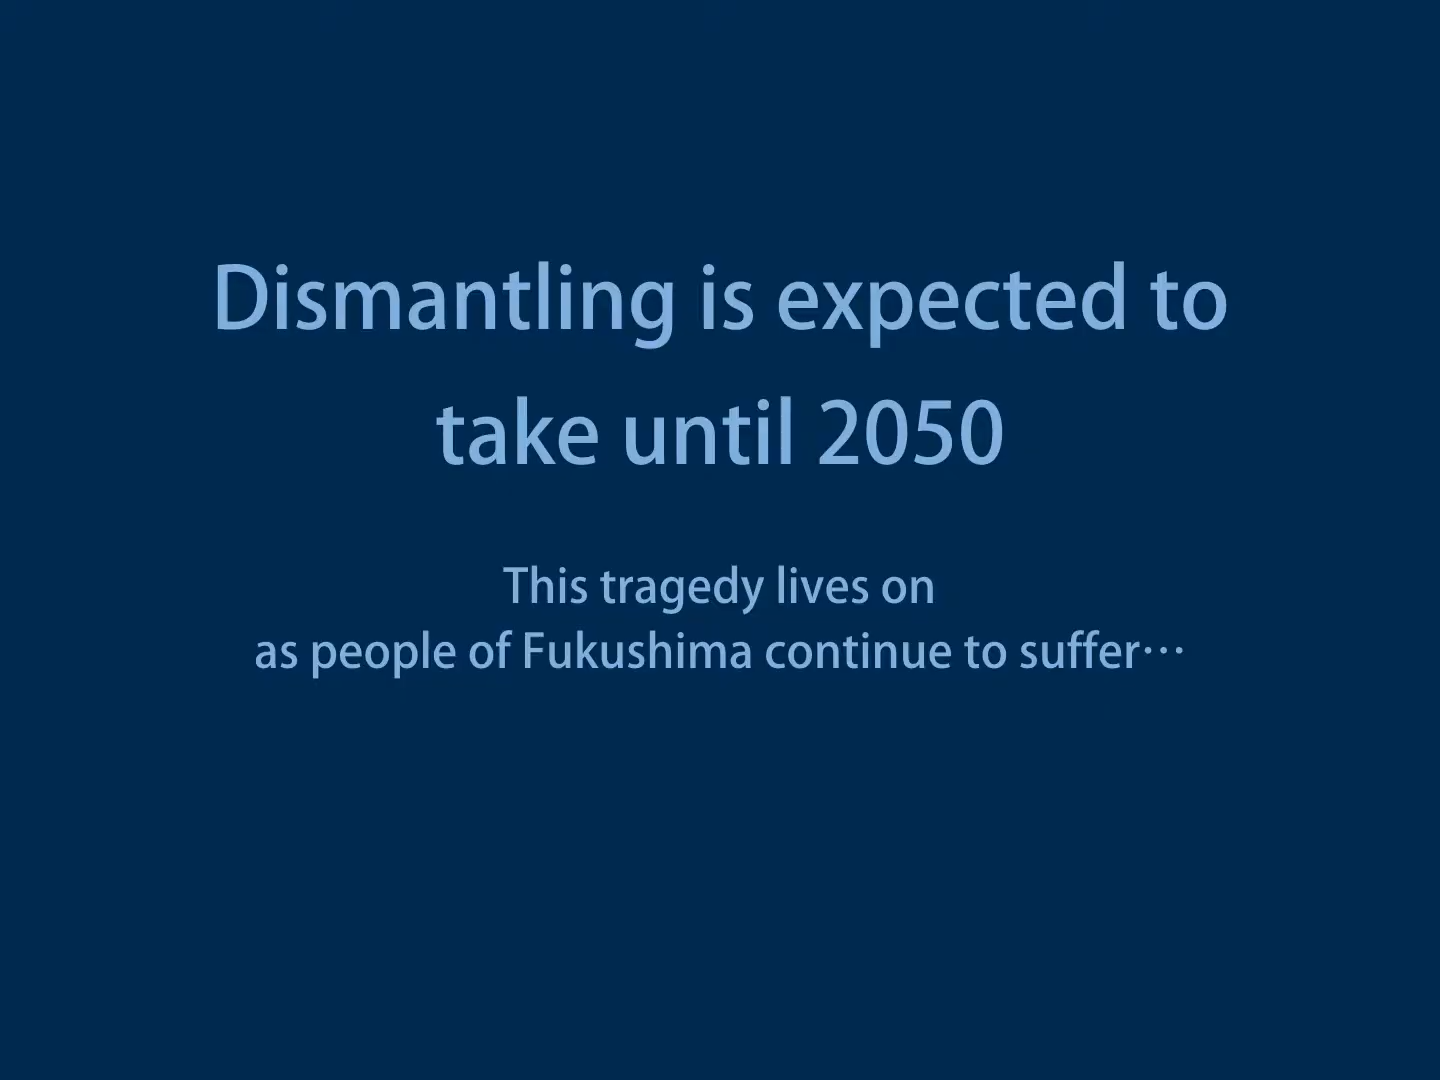 Dismantling is expected to
take until 2050
This tragedy lives on
as people of Fukushima continue to suffer…